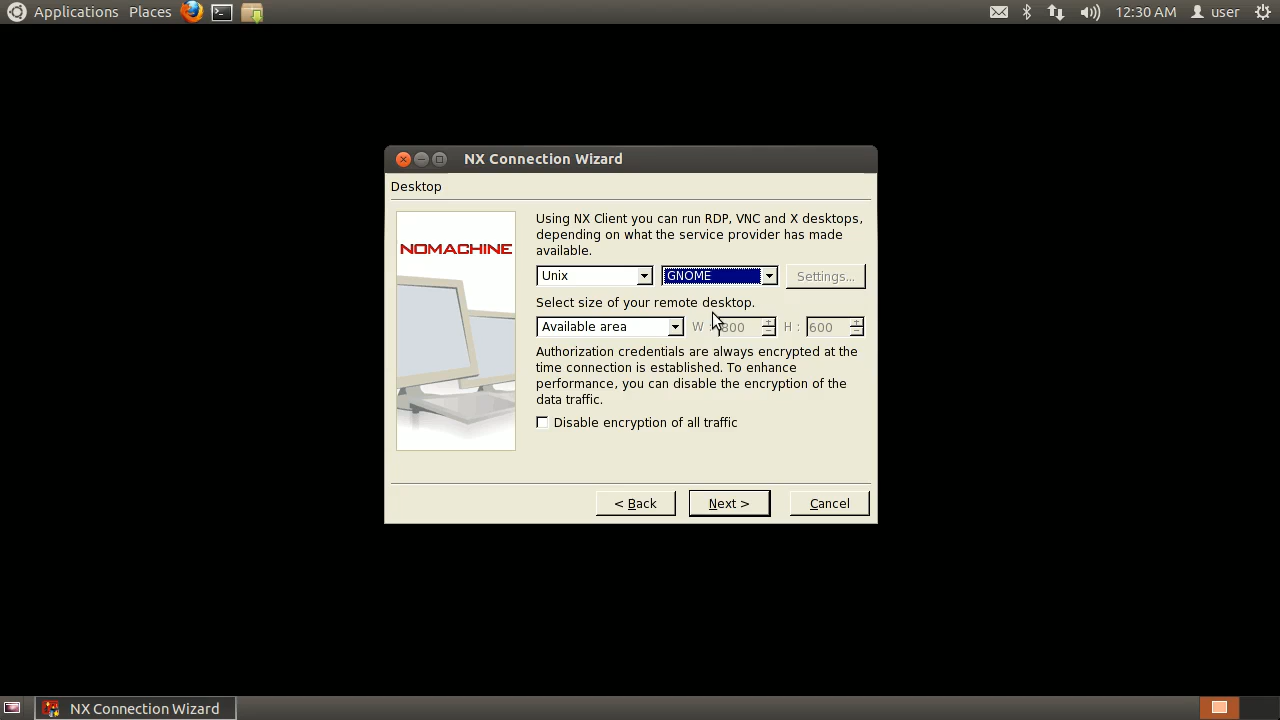 Applications Places 12:30 AM user
NX Connection Wizard
Desktop
NOMACHINE
Using NX Client you can run RDP, VNC and X desktops,
depending on what the service provider has made
available.
Unix GNOME Settings...
Select size of your remote desktop.
Available area W : 800 H : 600
Authorization credentials are always encrypted at the
time connection is established. To enhance
performance, you can disable the encryption of the
data traffic.
Disable encryption of all traffic
< Back Next > Cancel
NX Connection Wizard